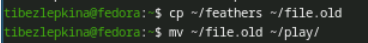 tibezlepkina@fedora:~$ cp ~/feathers ~/file.old
tibezlepkina@fedora:~$ mv ~/file.old ~/play/